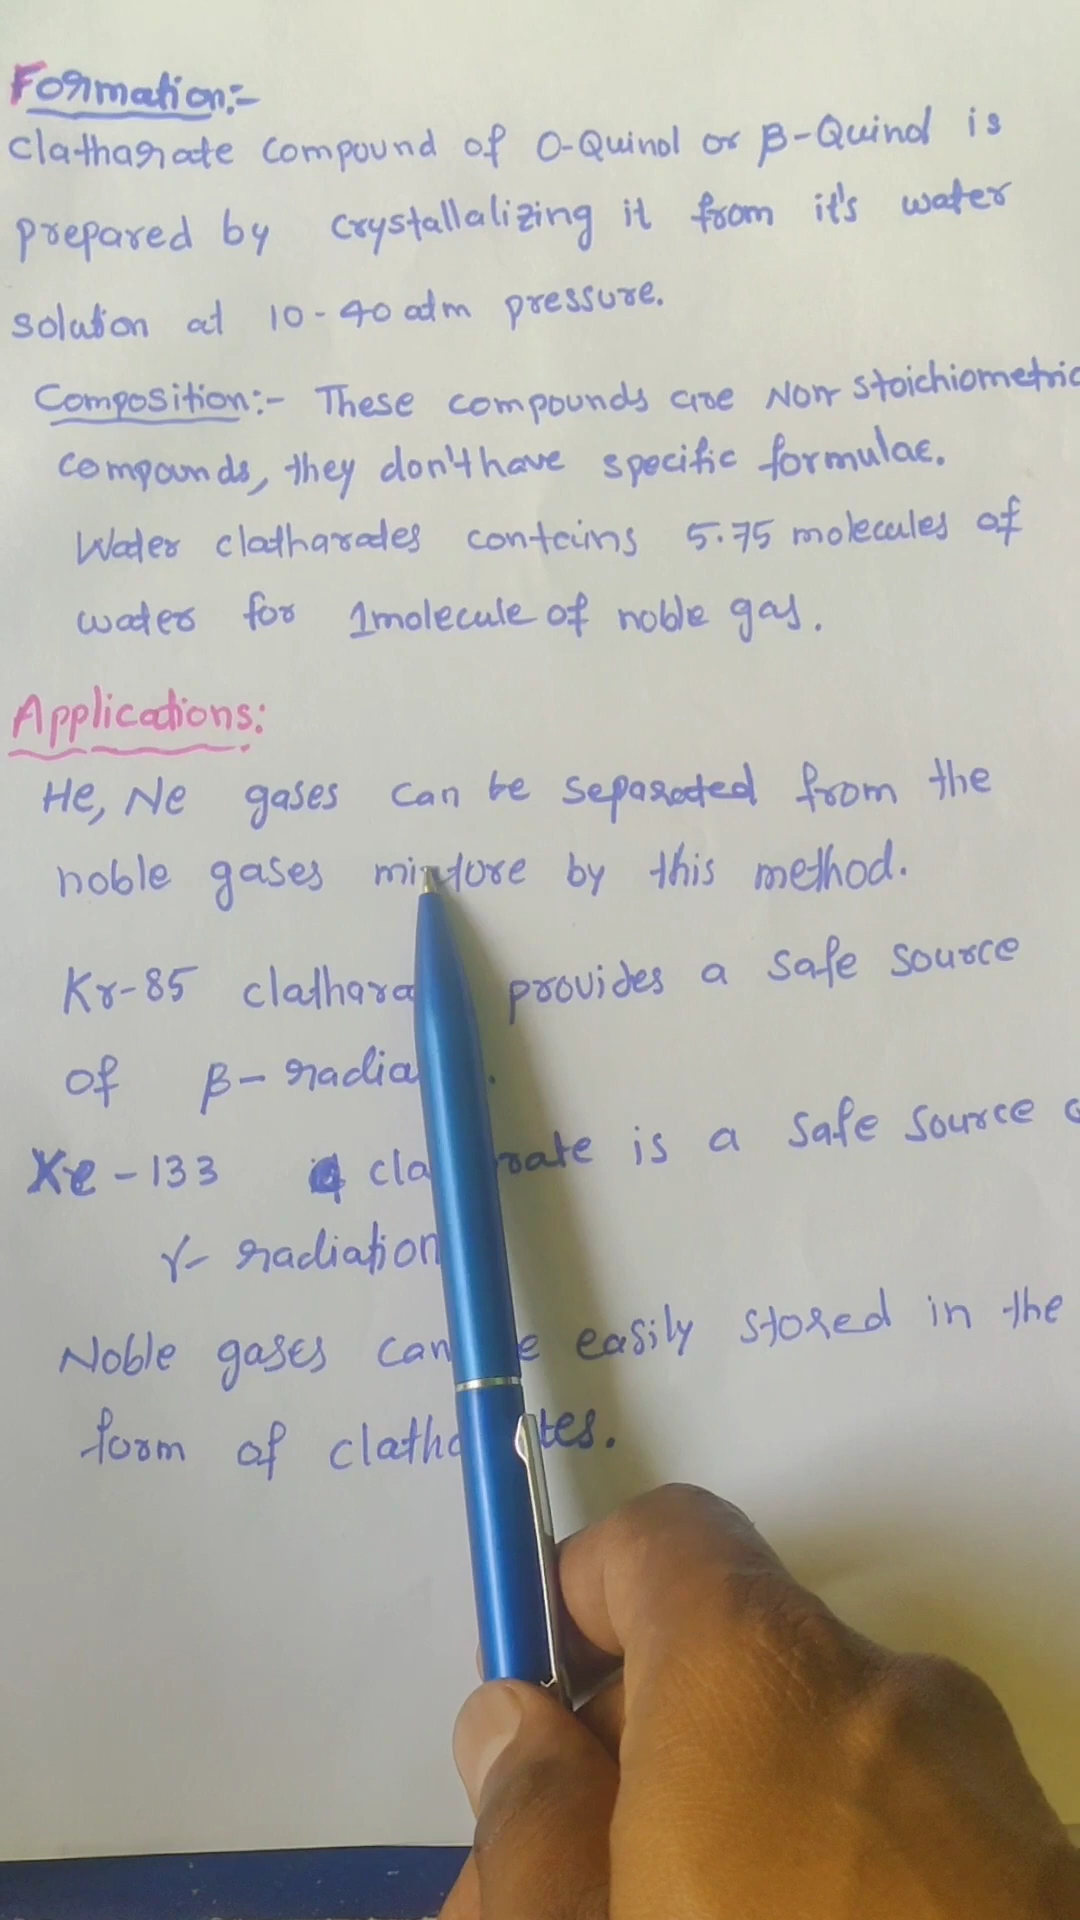 Formation:-
Clatharate compound of O-Quinol or β-Quinol is
prepared by crystallalizing it from it's water
solution at 10-40 atm pressure.
Composition:- These compounds are Non stoichiometric
compounds, they don't have specific formulae.
Water clatharates contains 5.75 molecules of
water for 1 molecule of noble gas.
Applications:
He, Ne gases can be separated from the
noble gases mixture by this method.
Kr-85 clathara provides a safe source
of β- radia .
Xe-133 cla rate is a safe source
γ- radiation
Noble gases can e easily stored in the
form of clatha tes.